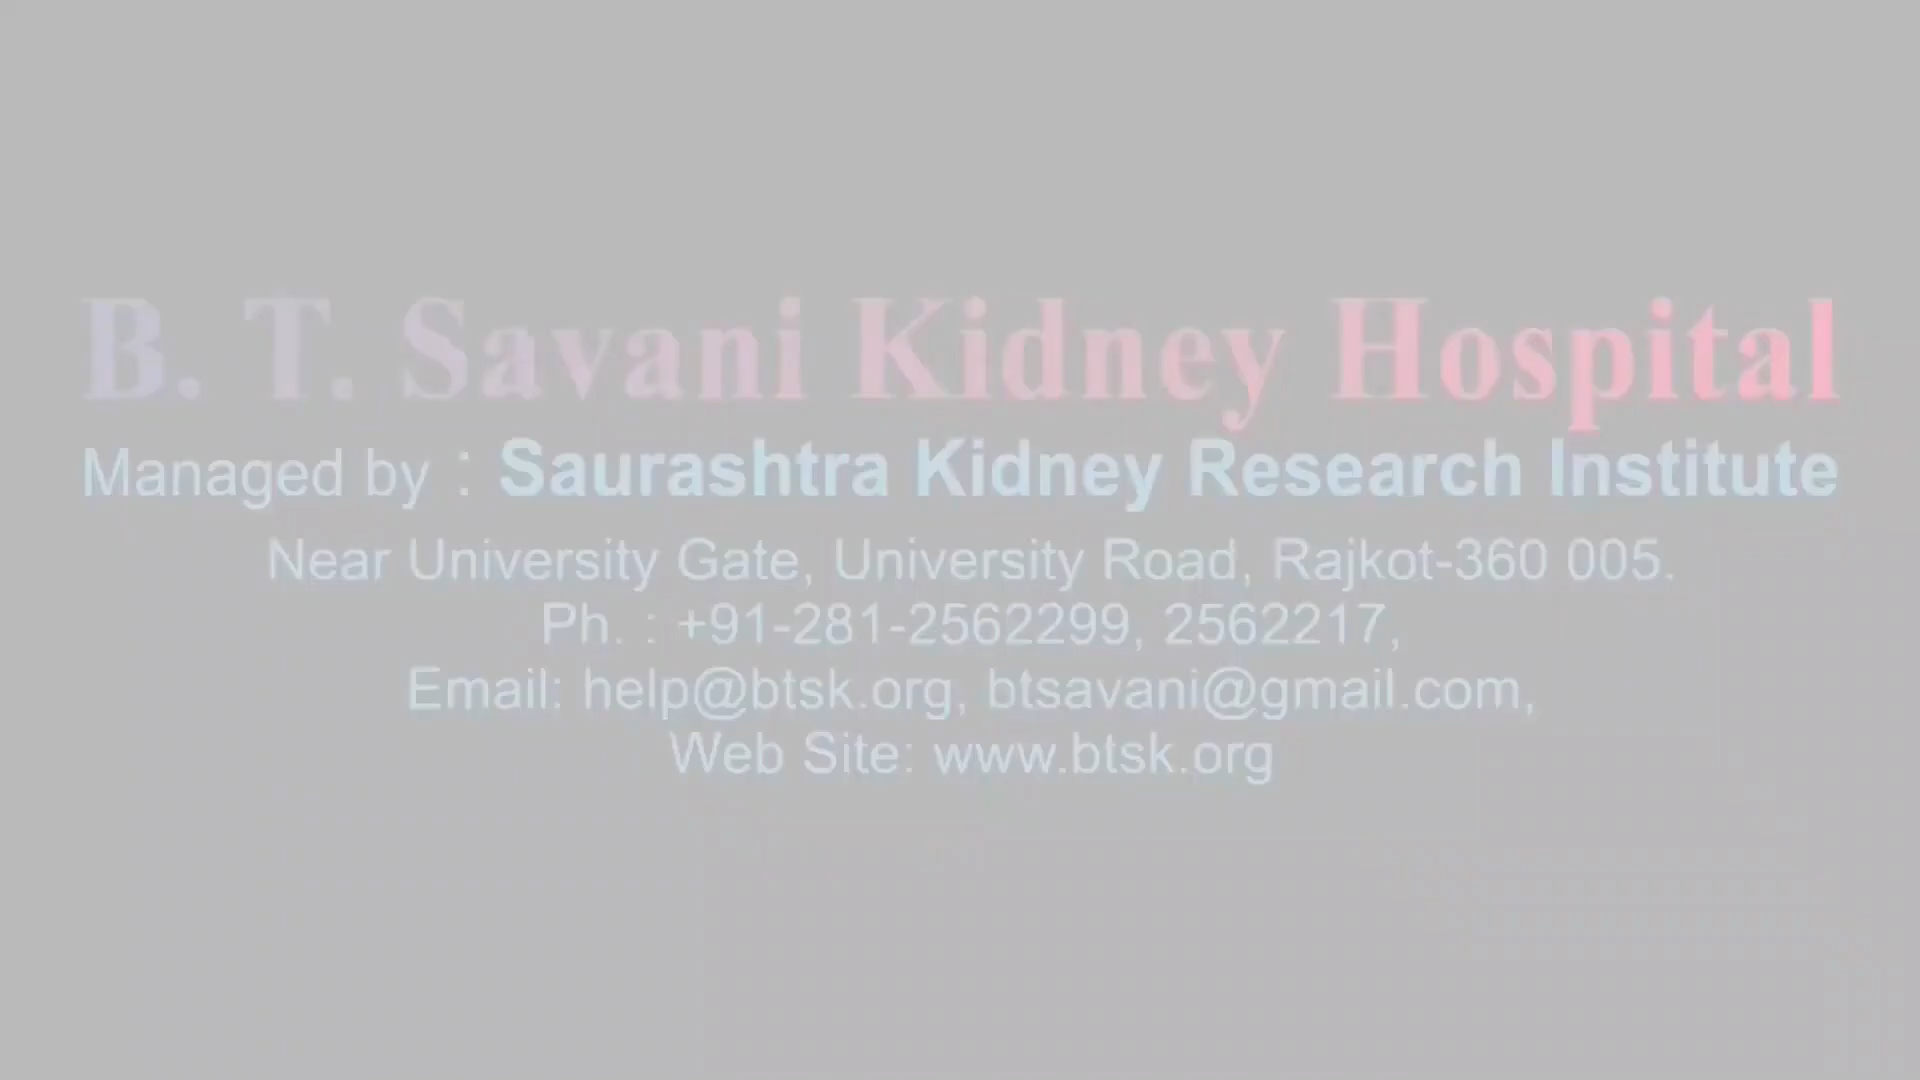 B. T. Savani Kidney Hospital
Managed by : Saurashtra Kidney Research Institute
Near University Gate, University Road, Rajkot-360 005.
Ph. : +91-281-2562299, 2562217,
Email: help@btsk.org, btsavani@gmail.com,
Web Site: www.btsk.org